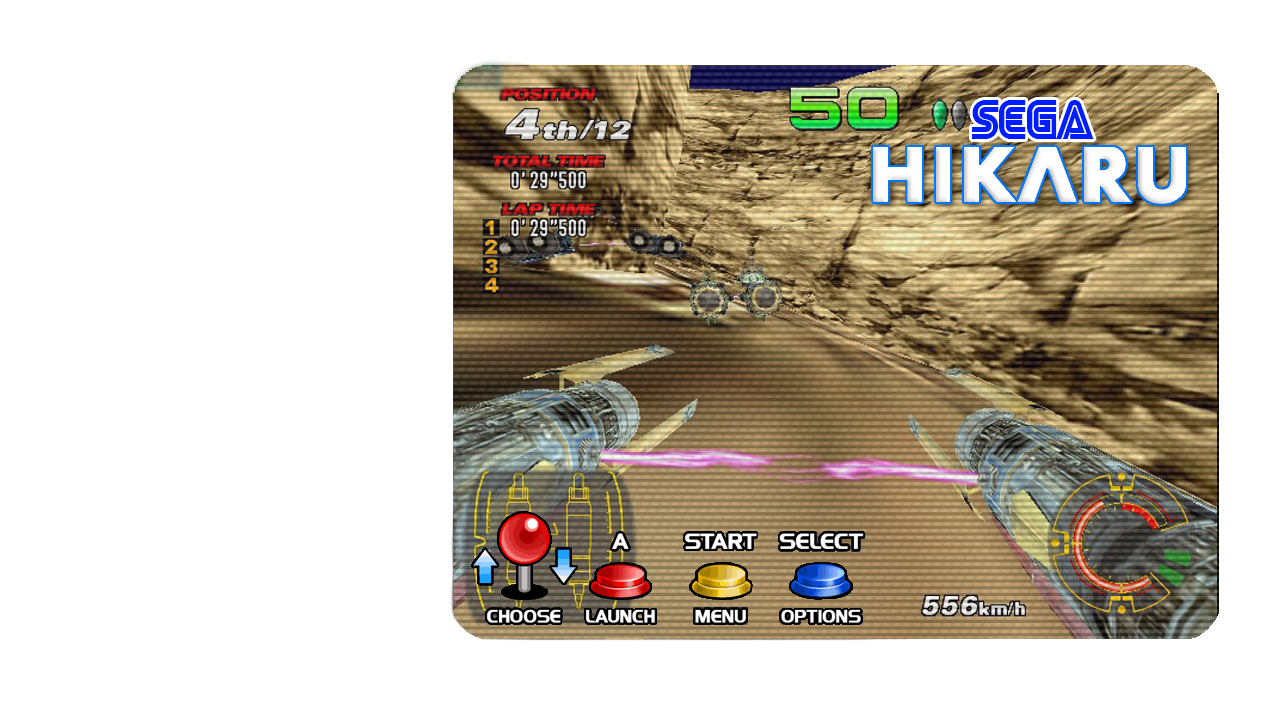 POSITION
4th/12
TOTAL TIME
0'29"500
LAP TIME
1 0'29"500
2
3
4
50
SEGA
HIKARU
A
START
SELECT
CHOOSE
LAUNCH
MENU
OPTIONS
556km/h